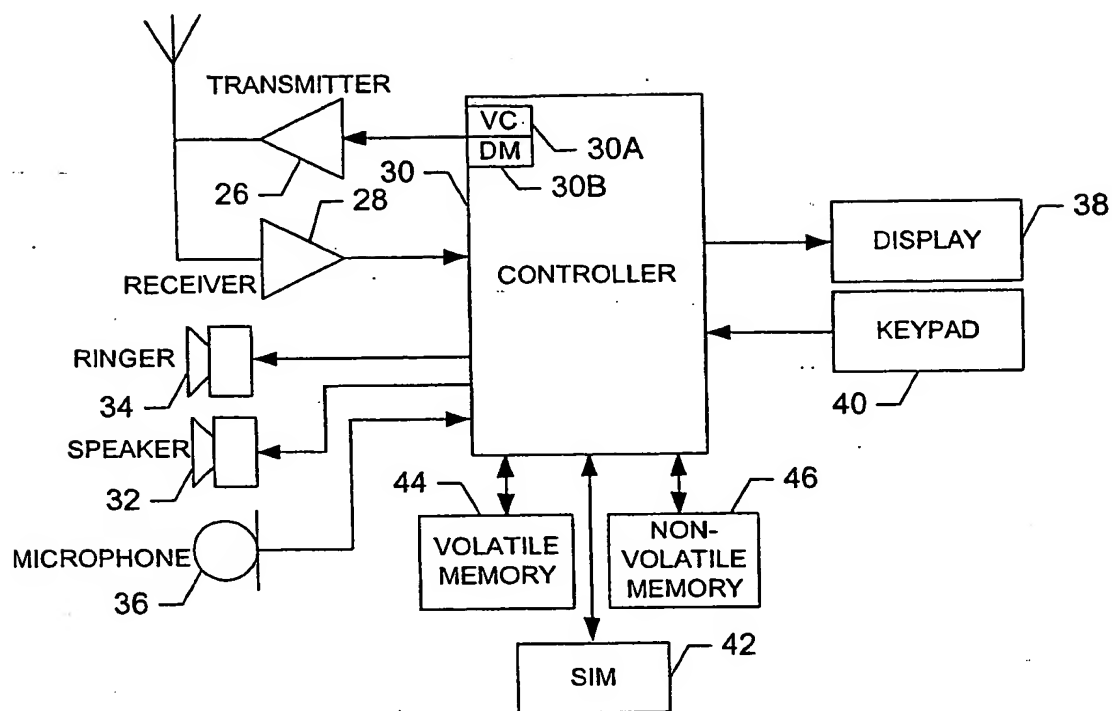 TRANSMITTER
26
28
RECEIVER
VC
DM
30A
30B
30
CONTROLLER
DISPLAY
38
KEYPAD
40
RINGER
34
SPEAKER
32
MICROPHONE
36
44
VOLATILE
MEMORY
46
NON-
VOLATILE
MEMORY
SIM
42